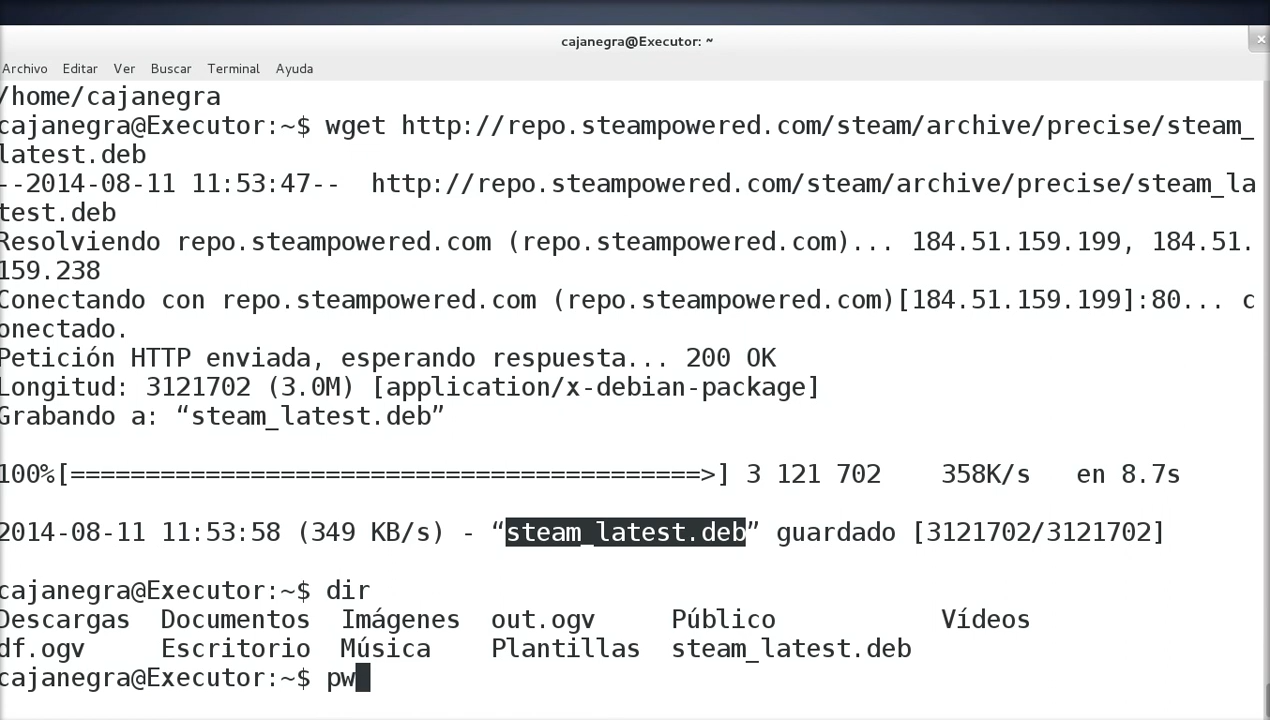 cajanegra@Executor: ~
Archivo Editar Ver Buscar Terminal Ayuda
/home/cajanegra
cajanegra@Executor:~$ wget http://repo.steampowered.com/steam/archive/precise/steam_
latest.deb
--2014-08-11 11:53:47--  http://repo.steampowered.com/steam/archive/precise/steam_la
test.deb
Resolviendo repo.steampowered.com (repo.steampowered.com)... 184.51.159.199, 184.51.
159.238
Conectando con repo.steampowered.com (repo.steampowered.com)[184.51.159.199]:80... c
onectado.
Petición HTTP enviada, esperando respuesta... 200 OK
Longitud: 3121702 (3.0M) [application/x-debian-package]
Grabando a: “steam_latest.deb”
100%[==========================================>] 3 121 702    358K/s   en 8.7s
2014-08-11 11:53:58 (349 KB/s) - “steam_latest.deb” guardado [3121702/3121702]
cajanegra@Executor:~$ dir
Descargas  Documentos  Imágenes  out.ogv     Público           Vídeos
df.ogv     Escritorio  Música    Plantillas  steam_latest.deb
cajanegra@Executor:~$ pw